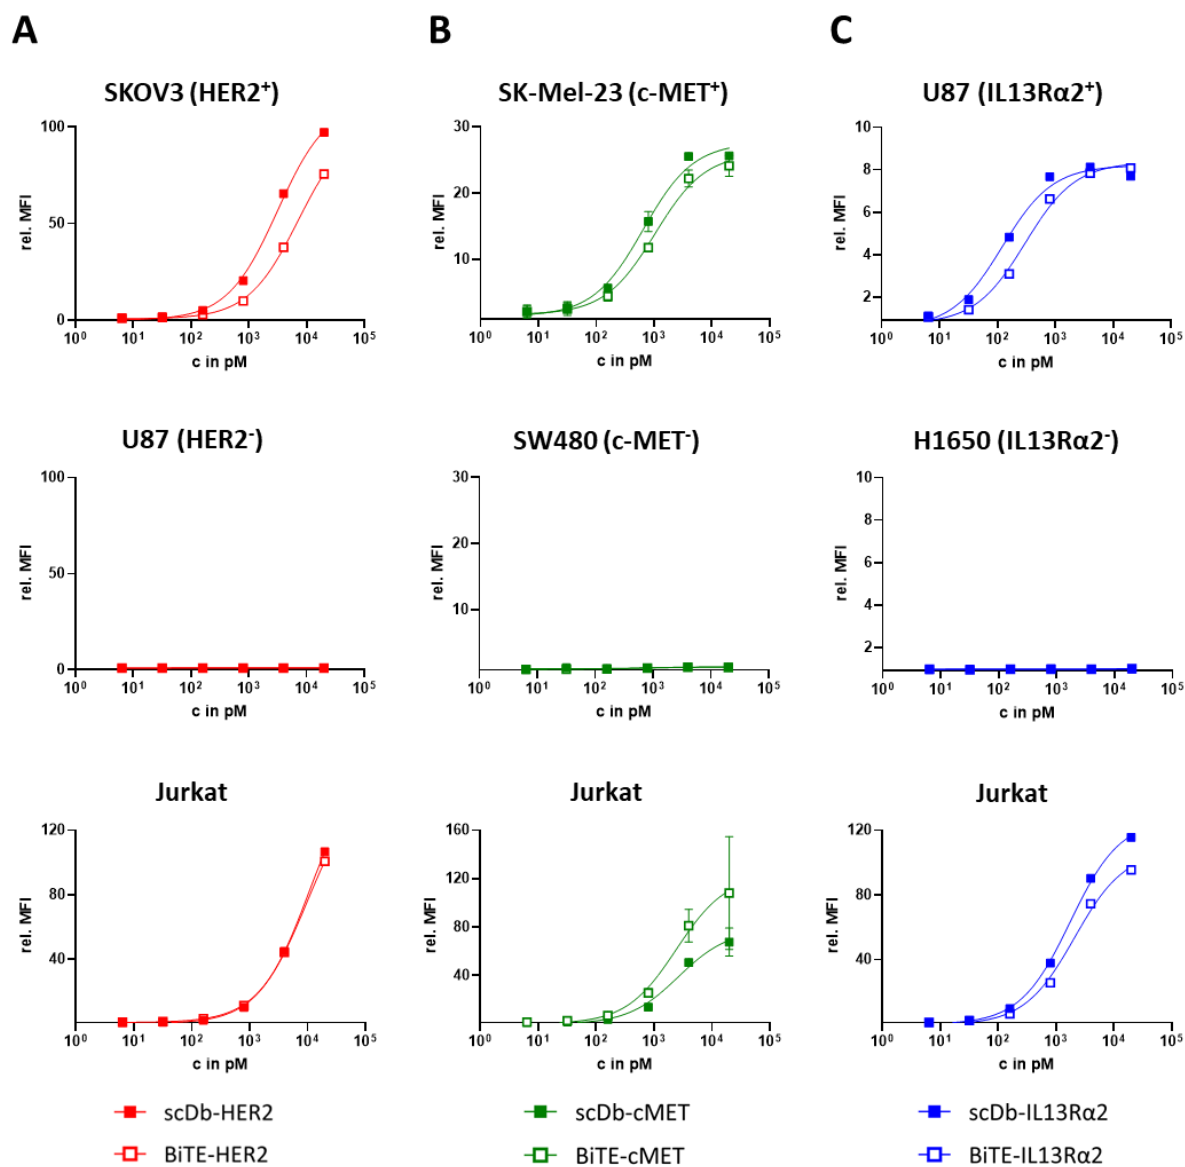 A
B
C
SKOV3 (HER2⁺)
SK-Mel-23 (c-MET⁺)
U87 (IL13Rα2⁺)
rel. MFI
100
50
0
10⁰ 10¹ 10² 10³ 10⁴ 10⁵
c in pM
rel. MFI
30
20
10
10⁰ 10¹ 10² 10³ 10⁴ 10⁵
c in pM
rel. MFI
10
8
6
4
2
10⁰ 10¹ 10² 10³ 10⁴ 10⁵
c in pM
U87 (HER2⁻)
SW480 (c-MET⁻)
H1650 (IL13Rα2⁻)
rel. MFI
100
50
0
10⁰ 10¹ 10² 10³ 10⁴ 10⁵
c in pM
rel. MFI
30
20
10
10⁰ 10¹ 10² 10³ 10⁴ 10⁵
c in pM
rel. MFI
10
8
6
4
2
10⁰ 10¹ 10² 10³ 10⁴ 10⁵
c in pM
Jurkat
Jurkat
Jurkat
rel. MFI
120
80
40
10⁰ 10¹ 10² 10³ 10⁴ 10⁵
c in pM
rel. MFI
160
120
80
40
10⁰ 10¹ 10² 10³ 10⁴ 10⁵
c in pM
rel. MFI
120
80
40
10⁰ 10¹ 10² 10³ 10⁴ 10⁵
c in pM
scDb-HER2
BiTE-HER2
scDb-cMET
BiTE-cMET
scDb-IL13Rα2
BiTE-IL13Rα2